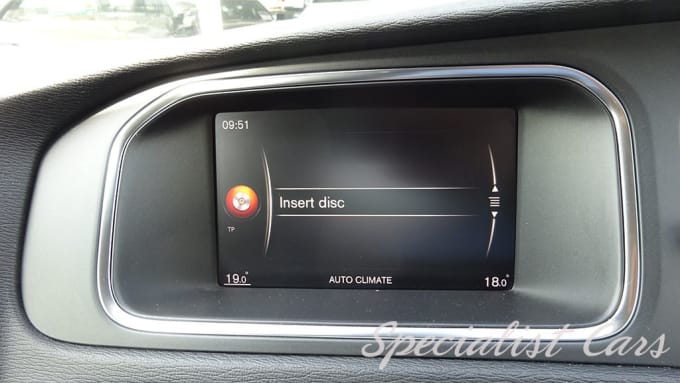 09:51
Insert disc
TP
19.0°
AUTO CLIMATE
18.0°
Specialist Cars